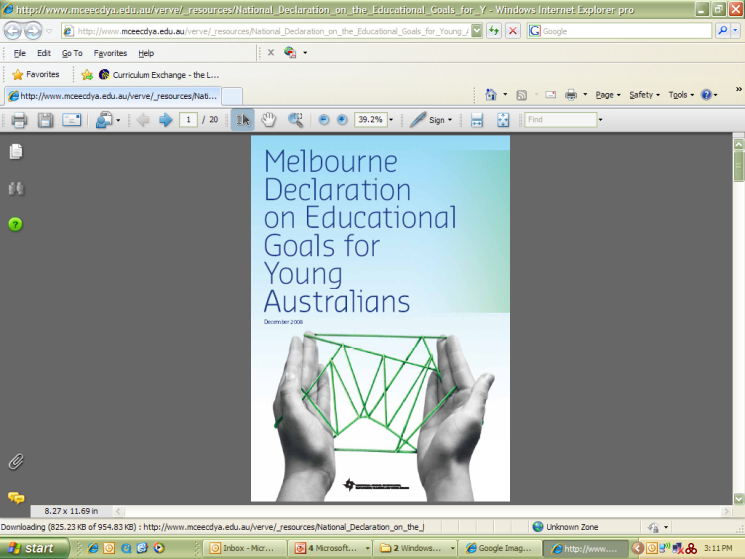 http://www.mceecdya.edu.au/verve/_resources/National_Declaration_on_the_Educational_Goals_for_Y - Windows Internet Explorer pro
http://www.mceecdya.edu.au/verve/_resources/National_Declaration_on_the_Educational_Goals_for_Young_A
Google
File Edit Go To Favorites Help
Favorites Curriculum Exchange - the L...
http://www.mceecdya.edu.au/verve/_resources/Nati...
Page Safety Tools
1 / 20 39.2% Sign Find
Melbourne
Declaration
on Educational
Goals for
Young
Australians
December 2008
8.27 x 11.69 in
Downloading (825.23 KB of 954.83 KB) : http://www.mceecdya.edu.au/verve/_resources/National_Declaration_on_the_
Unknown Zone
start Inbox - Micr... 4 Microsoft... 2 Windows... Google Imag... http://www.... 3:11 PM